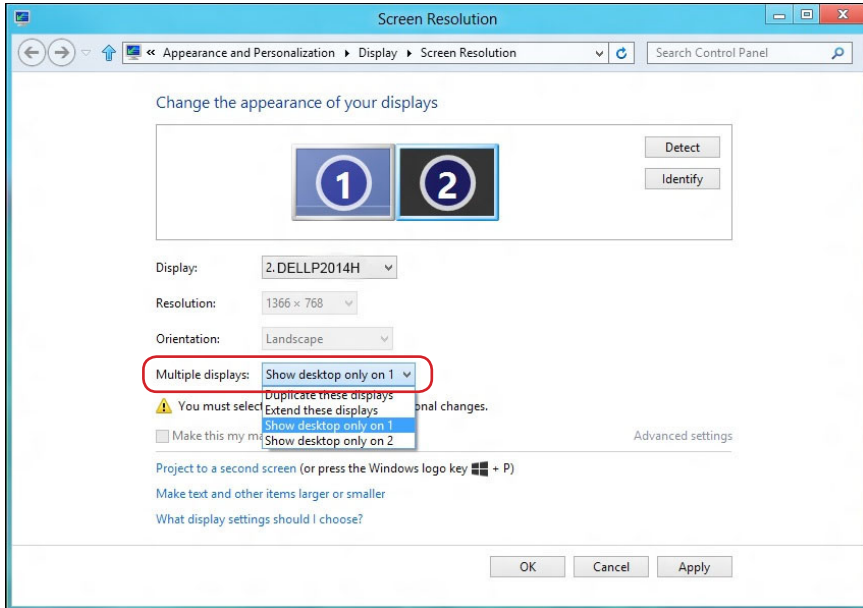 Screen Resolution
« Appearance and Personalization Display Screen Resolution
Search Control Panel
Change the appearance of your displays
1 2
Detect
Identify
Display: 2.DELLP2014H
Resolution: 1366 × 768
Orientation: Landscape
Multiple displays: Show desktop only on 1
Duplicate these displays
You must selec onal changes.
Extend these displays
Show desktop only on 1
Make this my ma
Show desktop only on 2
Advanced settings
Project to a second screen (or press the Windows logo key + P)
Make text and other items larger or smaller
What display settings should I choose?
OK Cancel Apply